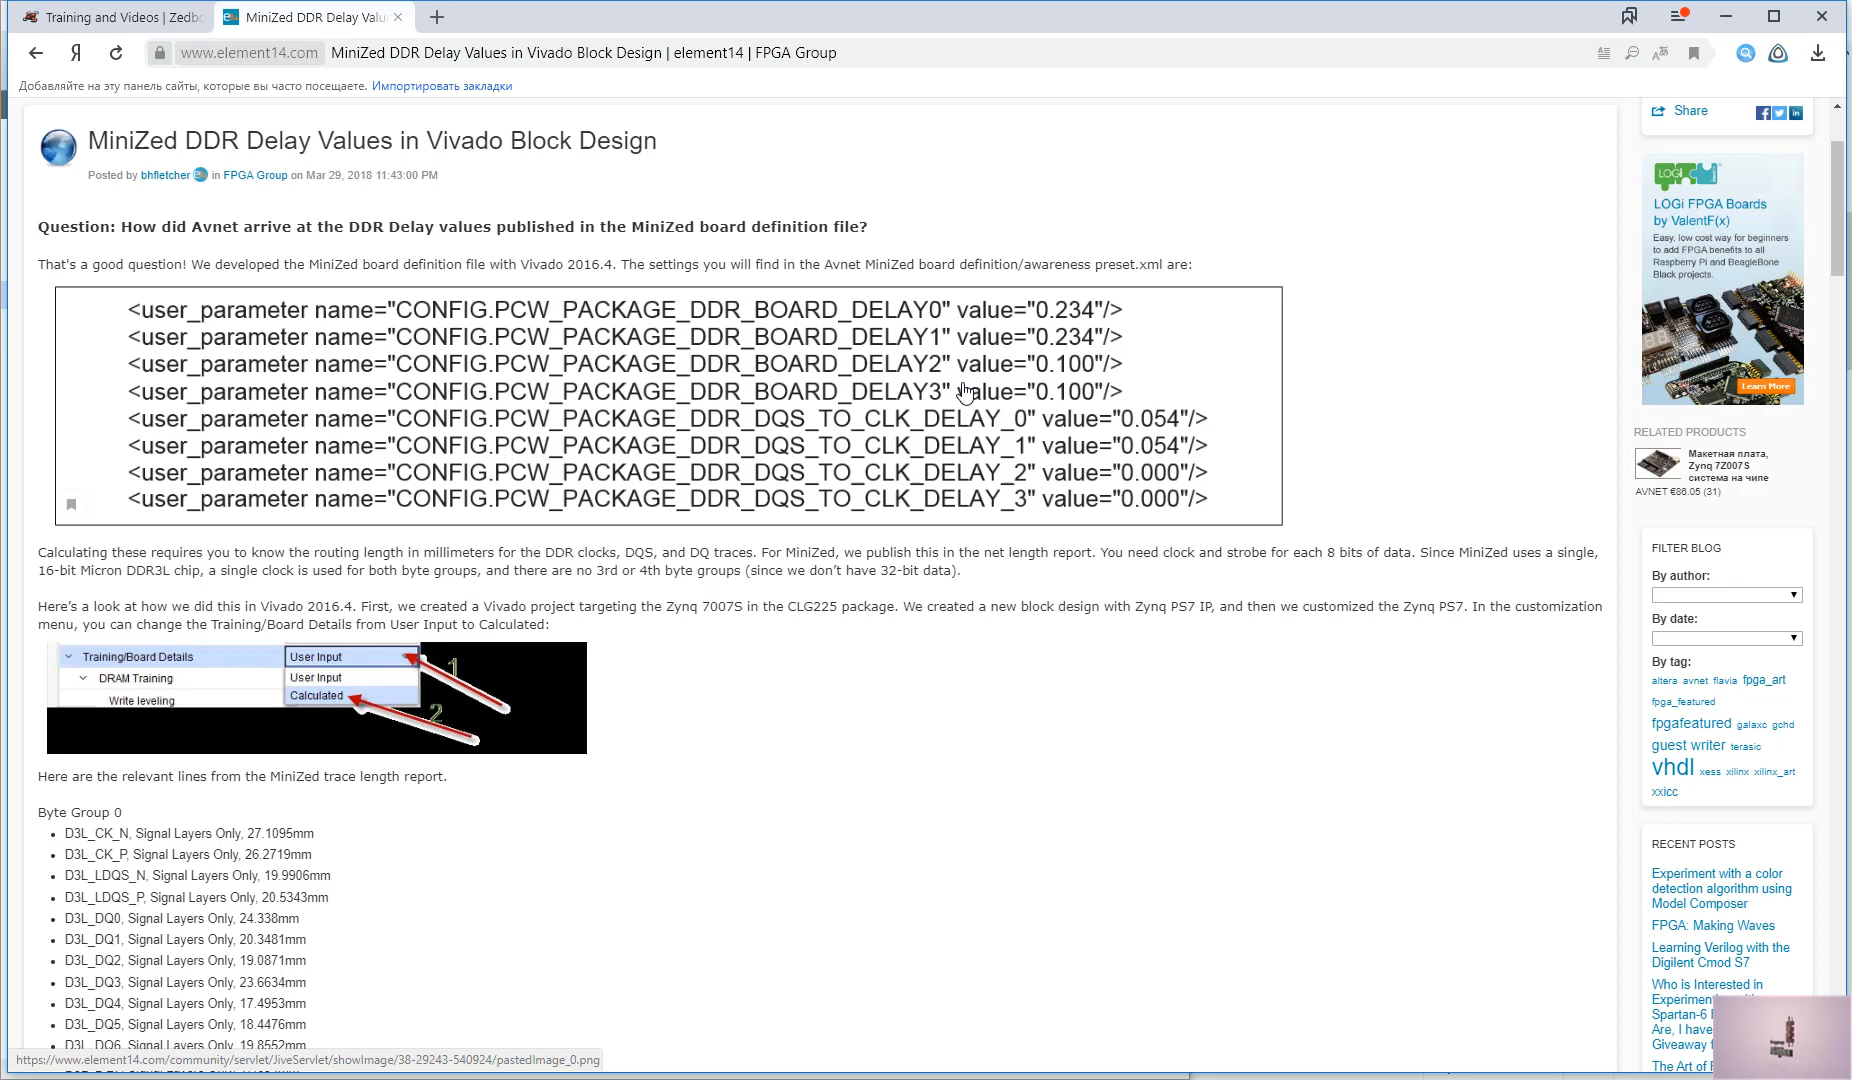 Training and Videos | Zedbo
MiniZed DDR Delay Value
www.element14.com MiniZed DDR Delay Values in Vivado Block Design | element14 | FPGA Group
Добавляйте на эту панель сайты, которые вы часто посещаете. Импортировать закладки
MiniZed DDR Delay Values in Vivado Block Design
Posted by bhfletcher in FPGA Group on Mar 29, 2018 11:43:00 PM
Question: How did Avnet arrive at the DDR Delay values published in the MiniZed board definition file?
That's a good question! We developed the MiniZed board definition file with Vivado 2016.4. The settings you will find in the Avnet MiniZed board definition/awareness preset.xml are:
<user_parameter name="CONFIG.PCW_PACKAGE_DDR_BOARD_DELAY0" value="0.234"/>
<user_parameter name="CONFIG.PCW_PACKAGE_DDR_BOARD_DELAY1" value="0.234"/>
<user_parameter name="CONFIG.PCW_PACKAGE_DDR_BOARD_DELAY2" value="0.100"/>
<user_parameter name="CONFIG.PCW_PACKAGE_DDR_BOARD_DELAY3" value="0.100"/>
<user_parameter name="CONFIG.PCW_PACKAGE_DDR_DQS_TO_CLK_DELAY_0" value="0.054"/>
<user_parameter name="CONFIG.PCW_PACKAGE_DDR_DQS_TO_CLK_DELAY_1" value="0.054"/>
<user_parameter name="CONFIG.PCW_PACKAGE_DDR_DQS_TO_CLK_DELAY_2" value="0.000"/>
<user_parameter name="CONFIG.PCW_PACKAGE_DDR_DQS_TO_CLK_DELAY_3" value="0.000"/>
Calculating these requires you to know the routing length in millimeters for the DDR clocks, DQS, and DQ traces. For MiniZed, we publish this in the net length report. You need clock and strobe for each 8 bits of data. Since MiniZed uses a single,
16-bit Micron DDR3L chip, a single clock is used for both byte groups, and there are no 3rd or 4th byte groups (since we don't have 32-bit data).
Here's a look at how we did this in Vivado 2016.4. First, we created a Vivado project targeting the Zynq 7007S in the CLG225 package. We created a new block design with Zynq PS7 IP, and then we customized the Zynq PS7. In the customization
menu, you can change the Training/Board Details from User Input to Calculated:
Training/Board Details User Input 1
DRAM Training User Input
Calculated
Write leveling 2
Here are the relevant lines from the MiniZed trace length report.
Byte Group 0
D3L_CK_N, Signal Layers Only, 27.1095mm
D3L_CK_P, Signal Layers Only, 26.2719mm
D3L_LDQS_N, Signal Layers Only, 19.9906mm
D3L_LDQS_P, Signal Layers Only, 20.5343mm
D3L_DQ0, Signal Layers Only, 24.338mm
D3L_DQ1, Signal Layers Only, 20.3481mm
D3L_DQ2, Signal Layers Only, 19.0871mm
D3L_DQ3, Signal Layers Only, 23.6634mm
D3L_DQ4, Signal Layers Only, 17.4953mm
D3L_DQ5, Signal Layers Only, 18.4476mm
D3L_DQ6, Signal Layers Only, 19.8552mm
https://www.element14.com/community/servlet/JiveServlet/showImage/38-29243-540924/pastedImage_0.png
Share
LOGi
LOGi FPGA Boards
by ValentF(x)
Easy, low cost way for beginners
to add FPGA benefits to all
Raspberry Pi and BeagleBone
Black projects.
Learn More
RELATED PRODUCTS
Макетная плата,
Zynq 7Z007S
система на чипе
AVNET €86.05 (31)
FILTER BLOG
By author:
By date:
By tag:
altera avnet flavia fpga_art
fpga_featured
fpgafeatured galaxc gchd
guest writer terasic
vhdl xess xilinx xilinx_art
xxicc
RECENT POSTS
Experiment with a color
detection algorithm using
Model Composer
FPGA: Making Waves
Learning Verilog with the
Digilent Cmod S7
Who is Interested in
Spartan-6
Are, I have
Giveaway
The Art of